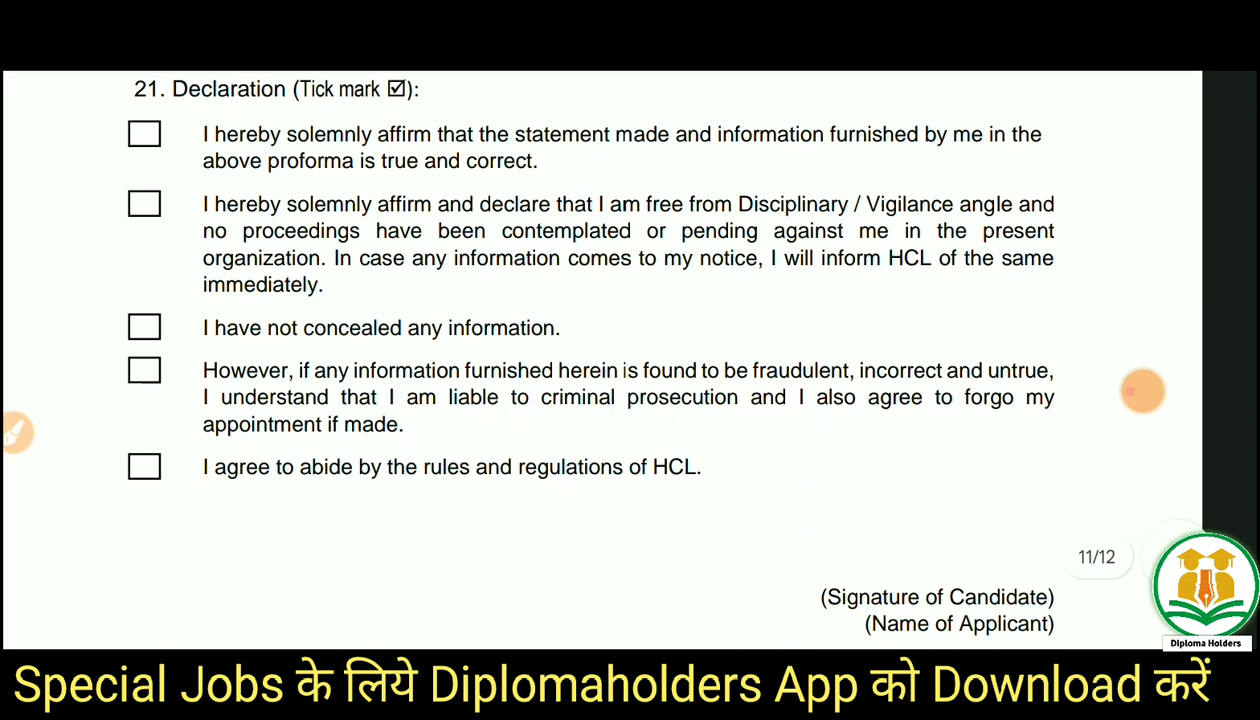 21. Declaration (Tick mark ☑):
I hereby solemnly affirm that the statement made and information furnished by me in the
above proforma is true and correct.
I hereby solemnly affirm and declare that I am free from Disciplinary / Vigilance angle and
no proceedings have been contemplated or pending against me in the present
organization. In case any information comes to my notice, I will inform HCL of the same
immediately.
I have not concealed any information.
However, if any information furnished herein is found to be fraudulent, incorrect and untrue,
I understand that I am liable to criminal prosecution and I also agree to forgo my
appointment if made.
I agree to abide by the rules and regulations of HCL.
11/12
(Signature of Candidate)
(Name of Applicant)
Diploma Holders
Special Jobs के लिये Diplomaholders App को Download करें